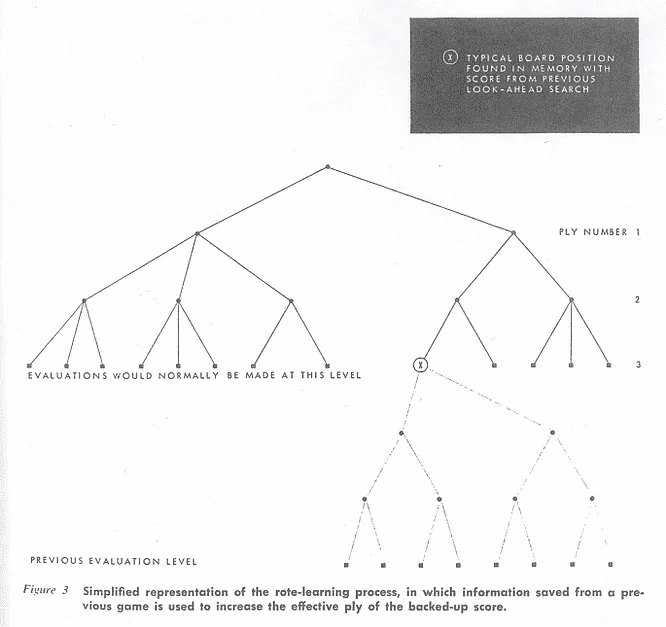 X TYPICAL BOARD POSITION
FOUND IN MEMORY WITH
SCORE FROM PREVIOUS
LOOK-AHEAD SEARCH
PLY NUMBER 1
2
X
3
EVALUATIONS WOULD NORMALLY BE MADE AT THIS LEVEL
PREVIOUS EVALUATION LEVEL
Figure 3 Simplified representation of the rote-learning process, in which information saved from a pre-
vious game is used to increase the effective ply of the backed-up score.